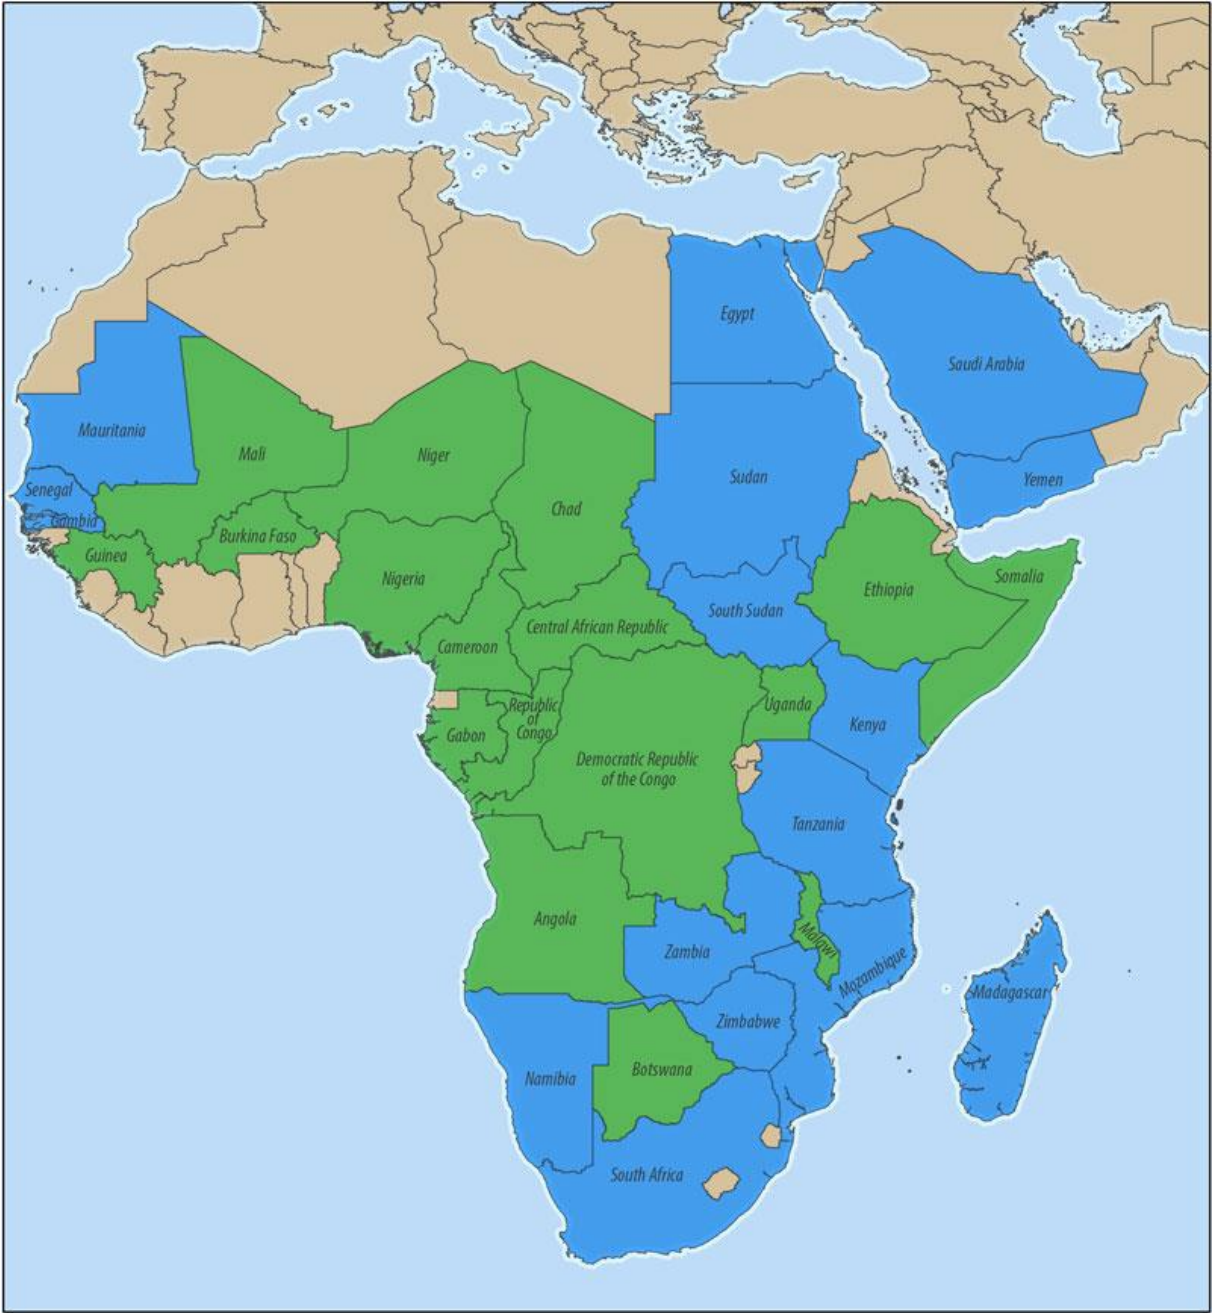 Egypt
Saudi Arabia
Mauritania
Mali
Niger
Sudan
Yemen
Senegal
Chad
Gambia
Burkina Faso
Guinea
Nigeria
Ethiopia
Somalia
South Sudan
Central African Republic
Cameroon
Republic
of
Congo
Uganda
Kenya
Gabon
Democratic Republic
of the Congo
Tanzania
Angola
Malawi
Zambia
Mozambique
Madagascar
Zimbabwe
Namibia
Botswana
South Africa